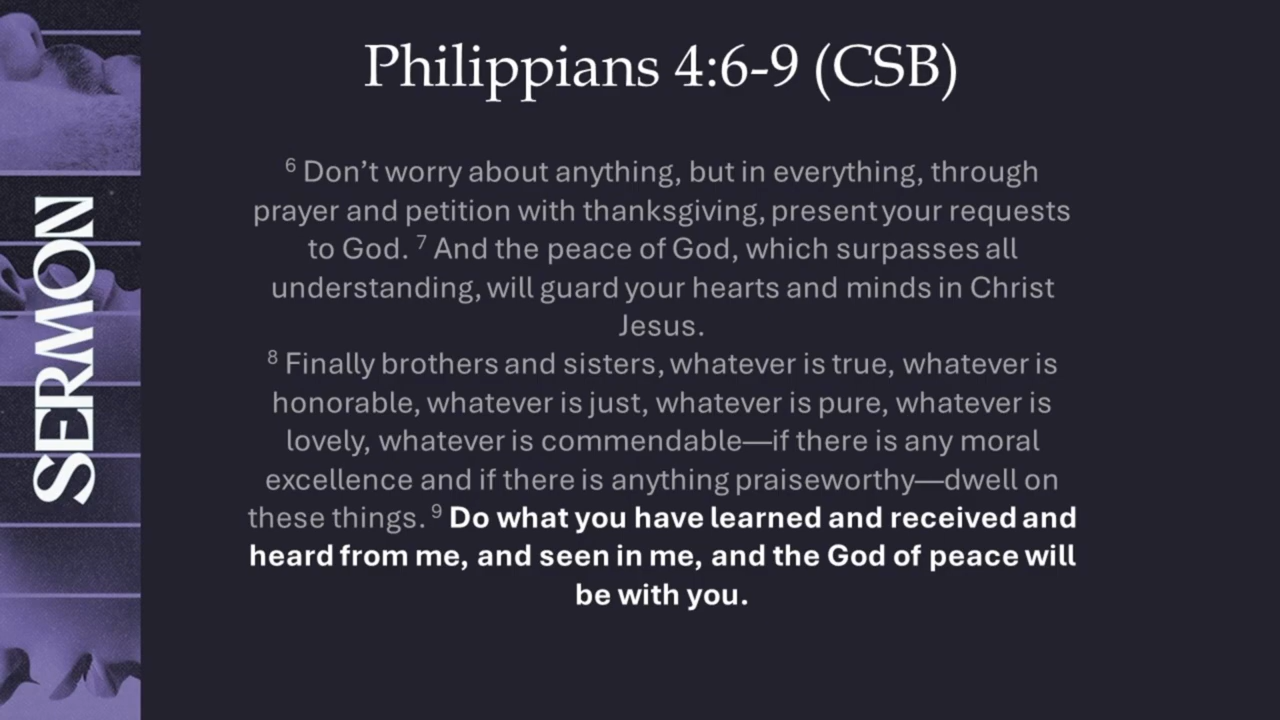 SERMON
Philippians 4:6-9 (CSB)
⁶ Don’t worry about anything, but in everything, through
prayer and petition with thanksgiving, present your requests
to God. ⁷ And the peace of God, which surpasses all
understanding, will guard your hearts and minds in Christ
Jesus.
⁸ Finally brothers and sisters, whatever is true, whatever is
honorable, whatever is just, whatever is pure, whatever is
lovely, whatever is commendable—if there is any moral
excellence and if there is anything praiseworthy—dwell on
these things. ⁹ Do what you have learned and received and
heard from me, and seen in me, and the God of peace will
be with you.